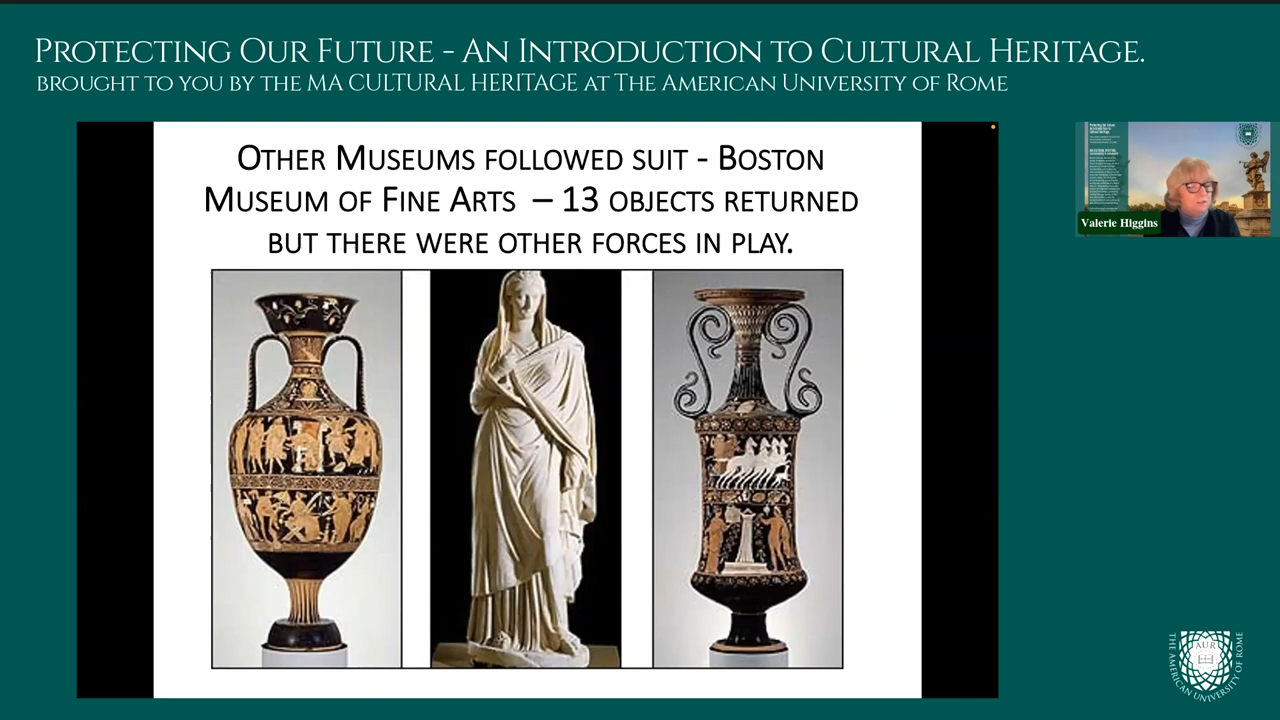 Protecting Our Future - An Introduction to Cultural Heritage.
brought to you by the MA Cultural Heritage at The American University of Rome
Other Museums followed suit - Boston
Museum of Fine Arts – 13 objects returned
but there were other forces in play.
Valerie Higgins
AUR
THE AMERICAN UNIVERSITY OF ROME